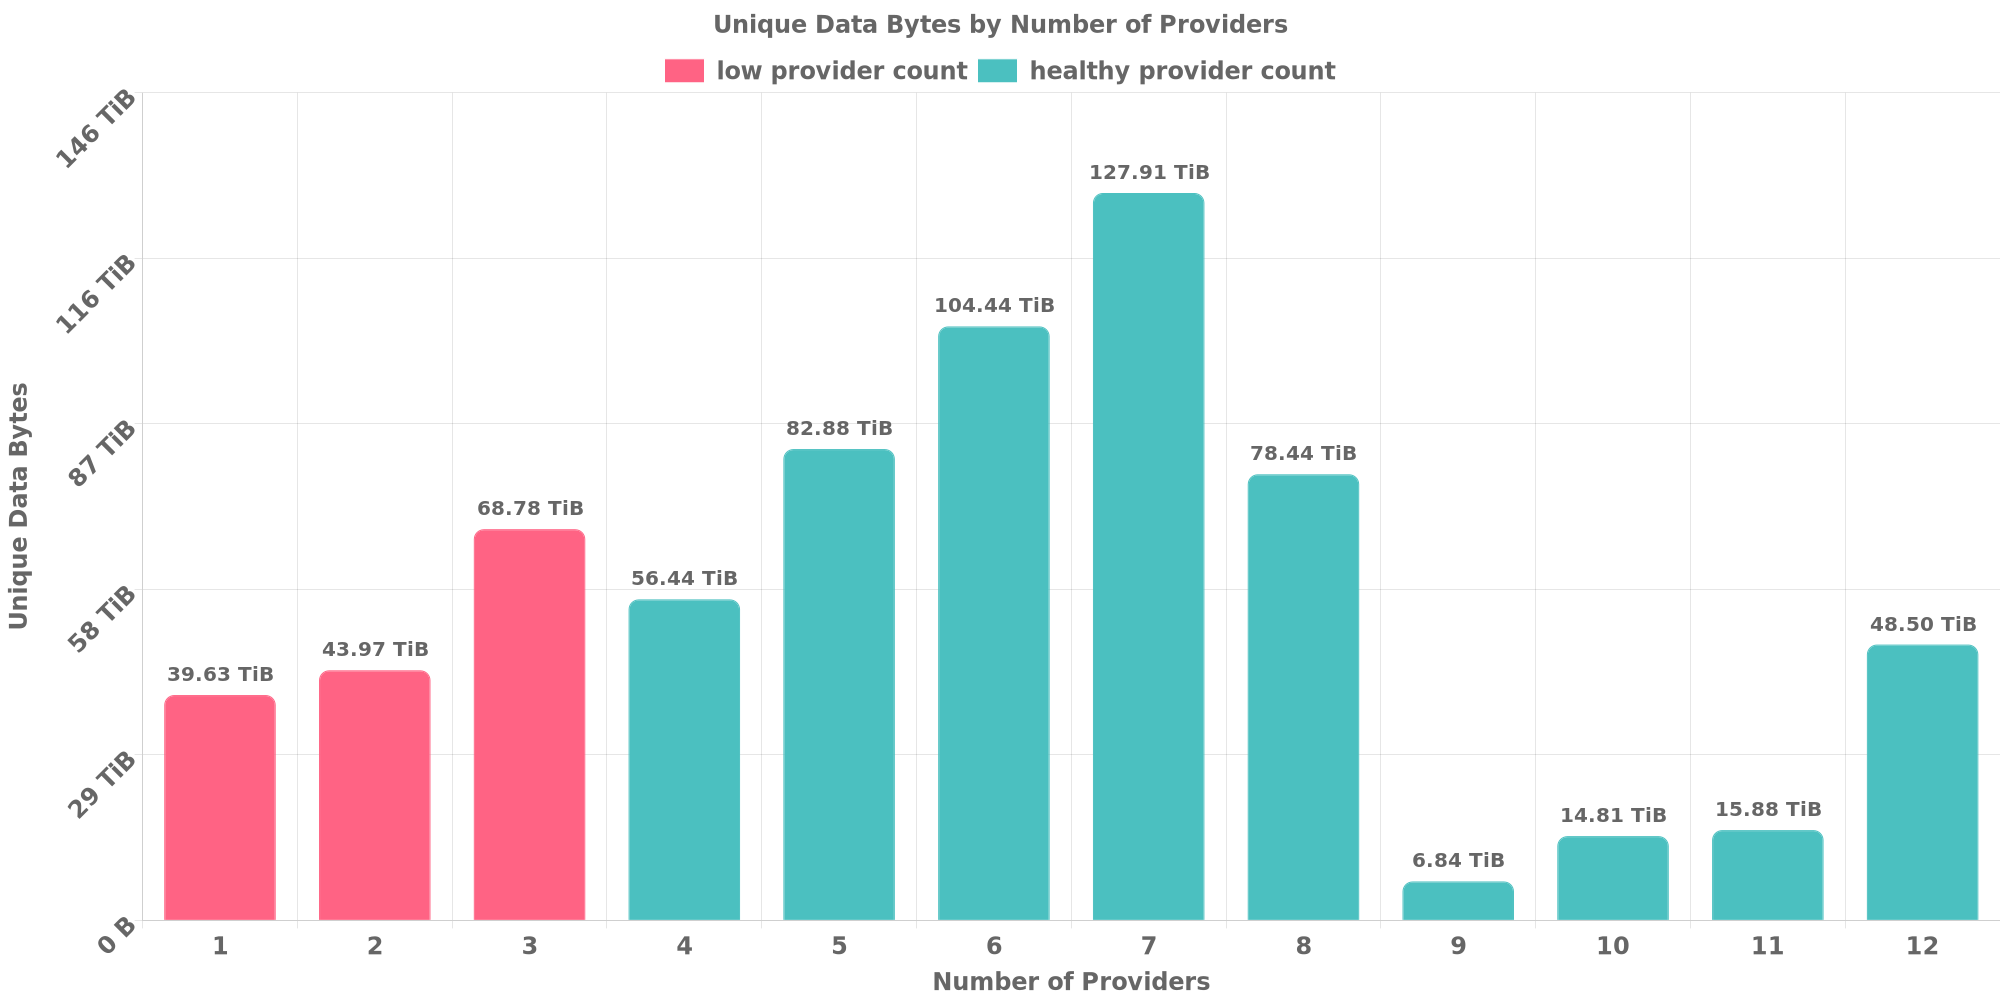 Unique Data Bytes by Number of Providers
low provider count healthy provider count
146 TiB
116 TiB
87 TiB
58 TiB
29 TiB
0 B
Unique Data Bytes
39.63 TiB
43.97 TiB
68.78 TiB
56.44 TiB
82.88 TiB
104.44 TiB
127.91 TiB
78.44 TiB
6.84 TiB
14.81 TiB
15.88 TiB
48.50 TiB
1 2 3 4 5 6 7 8 9 10 11 12
Number of Providers